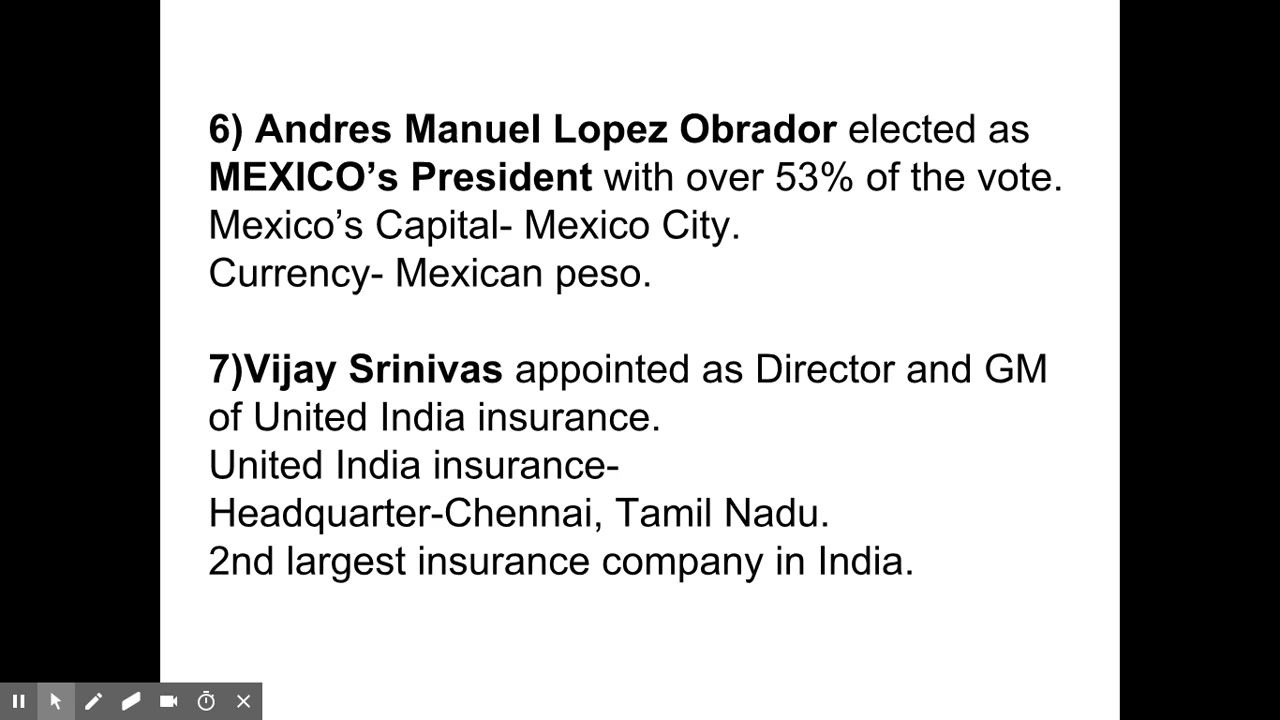 6) Andres Manuel Lopez Obrador elected as
MEXICO’s President with over 53% of the vote.
Mexico’s Capital- Mexico City.
Currency- Mexican peso.
7)Vijay Srinivas appointed as Director and GM
of United India insurance.
United India insurance-
Headquarter-Chennai, Tamil Nadu.
2nd largest insurance company in India.